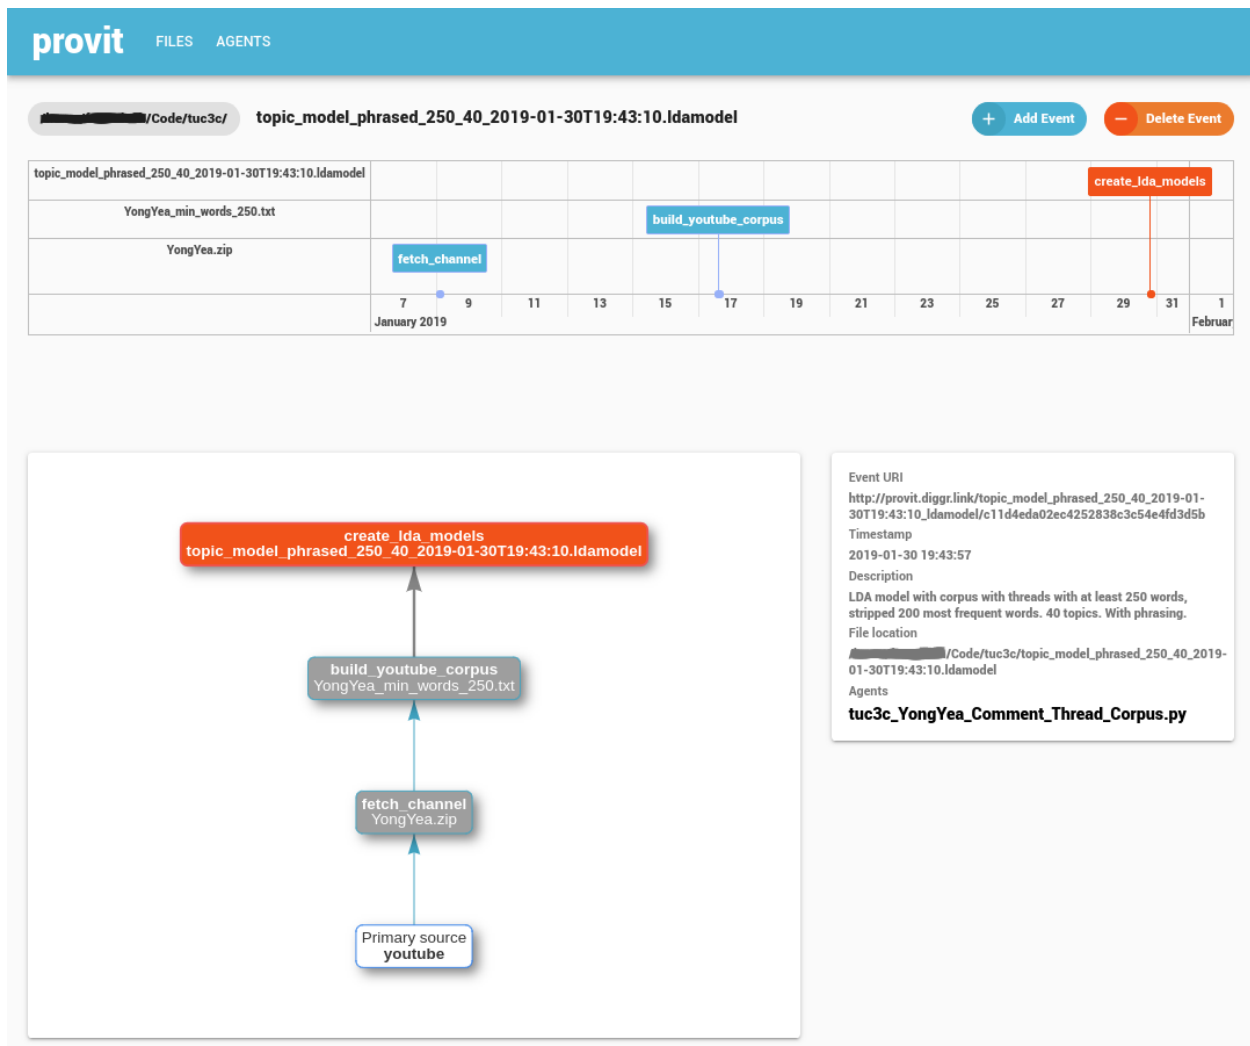 provit FILES AGENTS
/Code/tuc3c/ topic_model_phrased_250_40_2019-01-30T19:43:10.ldamodel + Add Event − Delete Event
topic_model_phrased_250_40_2019-01-30T19:43:10.ldamodel create_lda_models
YongYea_min_words_250.txt build_youtube_corpus
YongYea.zip fetch_channel
7 9 11 13 15 17 19 21 23 25 27 29 31 1
January 2019 Februar
create_lda_models
topic_model_phrased_250_40_2019-01-30T19:43:10.ldamodel
build_youtube_corpus
YongYea_min_words_250.txt
fetch_channel
YongYea.zip
Primary source
youtube
Event URI
http://provit.diggr.link/topic_model_phrased_250_40_2019-01-
30T19:43:10_ldamodel/c11d4eda02ec4252838c3c54e4fd3d5b
Timestamp
2019-01-30 19:43:57
Description
LDA model with corpus with threads with at least 250 words,
stripped 200 most frequent words. 40 topics. With phrasing.
File location
/Code/tuc3c/topic_model_phrased_250_40_2019-
01-30T19:43:10.ldamodel
Agents
tuc3c_YongYea_Comment_Thread_Corpus.py